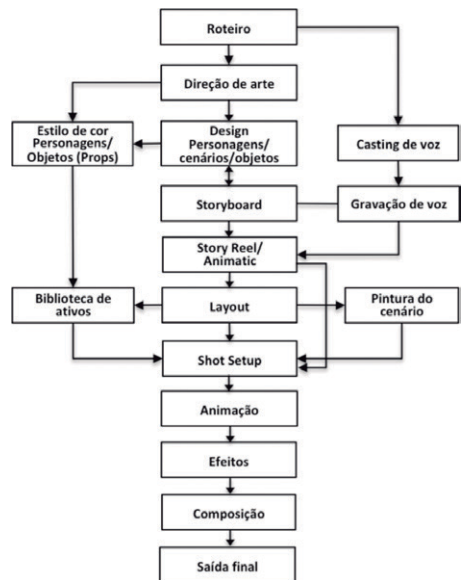 Roteiro
Direção de arte
Estilo de cor
Personagens/
Objetos (Props)
Design
Personagens/
cenários/objetos
Casting de voz
Storyboard
Gravação de voz
Story Reel/
Animatic
Biblioteca de
ativos
Layout
Pintura do
cenário
Shot Setup
Animação
Efeitos
Composição
Saída final